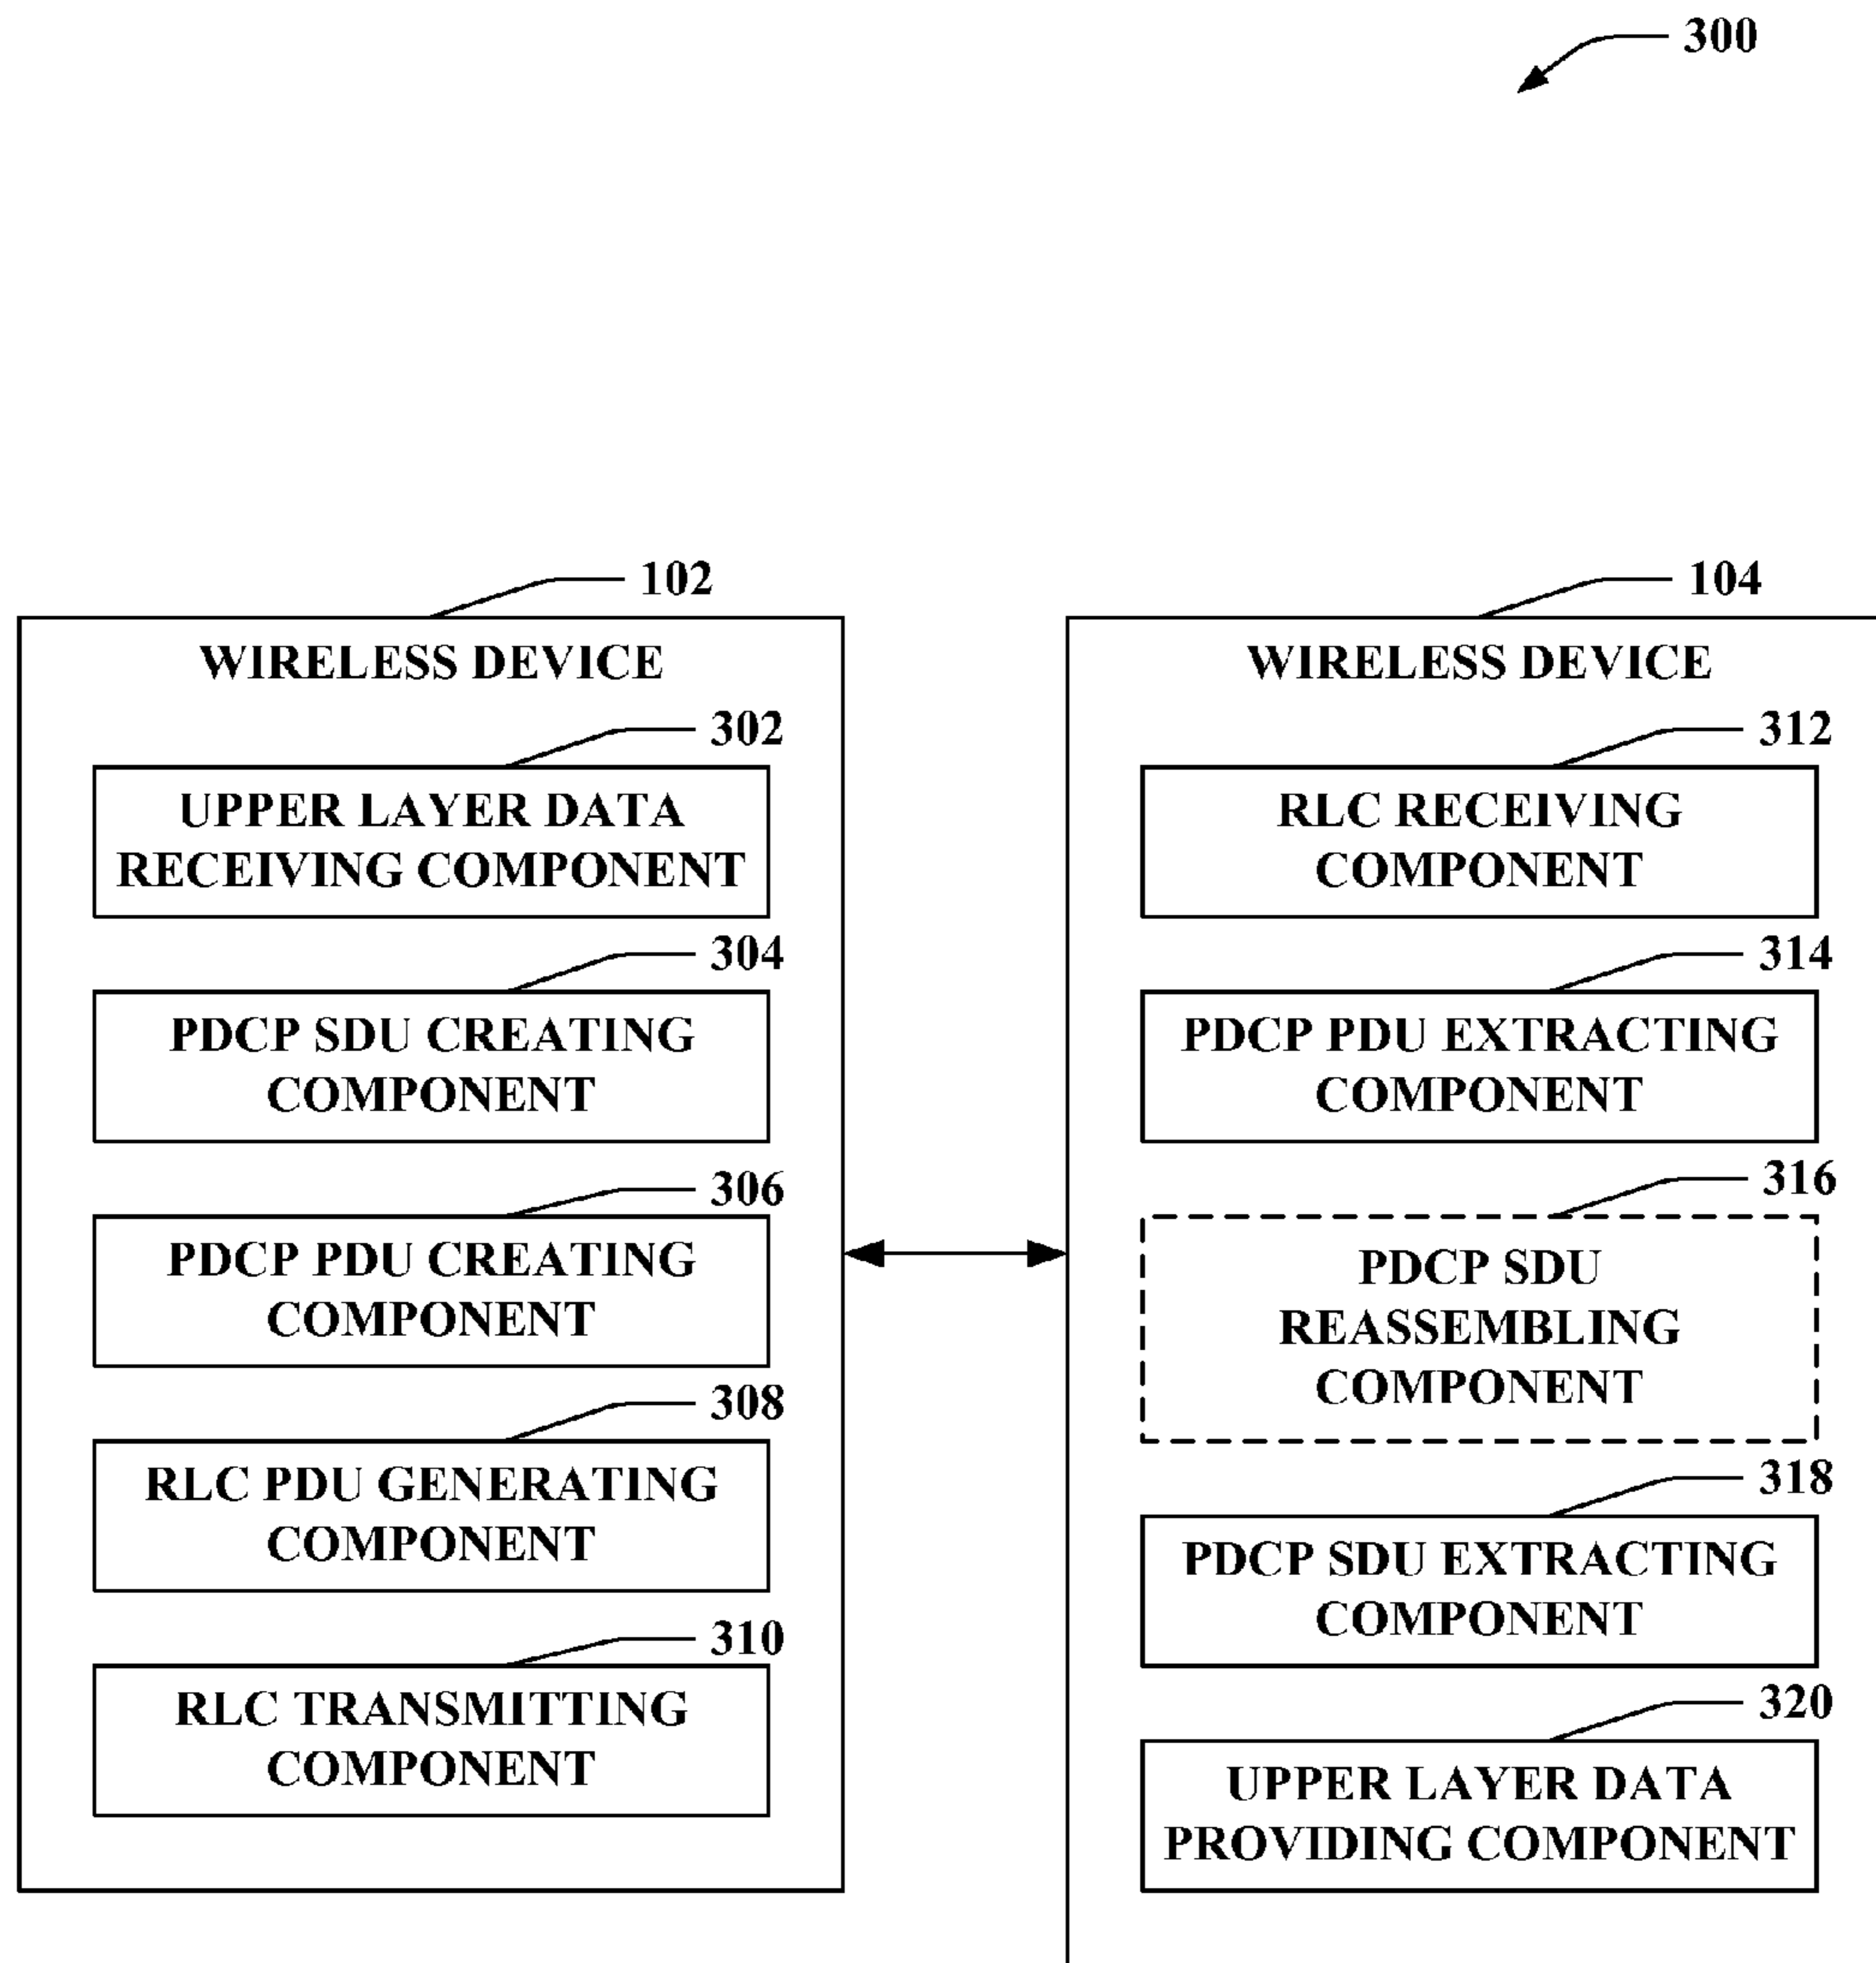 300
102
WIRELESS DEVICE
302
UPPER LAYER DATA
RECEIVING COMPONENT
304
PDCP SDU CREATING
COMPONENT
306
PDCP PDU CREATING
COMPONENT
308
RLC PDU GENERATING
COMPONENT
310
RLC TRANSMITTING
COMPONENT
104
WIRELESS DEVICE
312
RLC RECEIVING
COMPONENT
314
PDCP PDU EXTRACTING
COMPONENT
316
PDCP SDU
REASSEMBLING
COMPONENT
318
PDCP SDU EXTRACTING
COMPONENT
320
UPPER LAYER DATA
PROVIDING COMPONENT